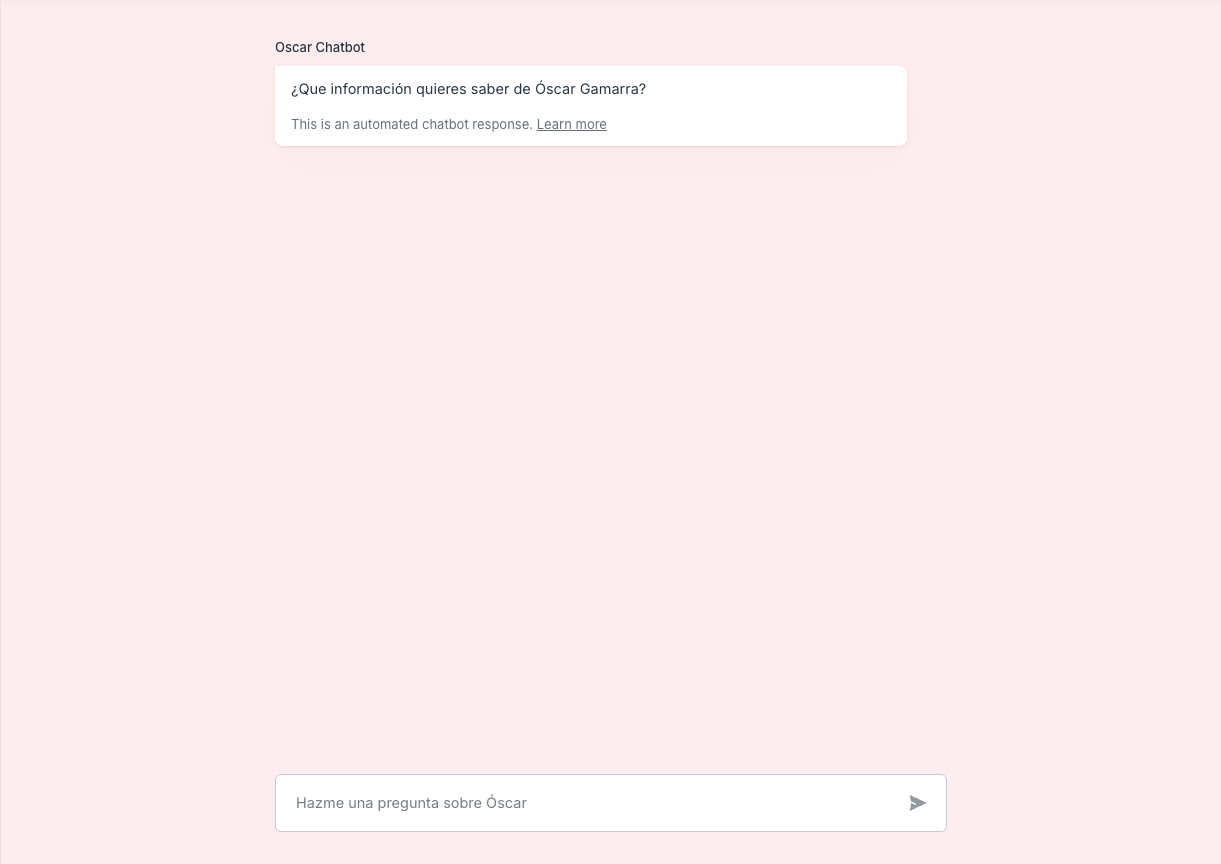 Oscar Chatbot
¿Que información quieres saber de Óscar Gamarra?
This is an automated chatbot response. Learn more
Hazme una pregunta sobre Óscar